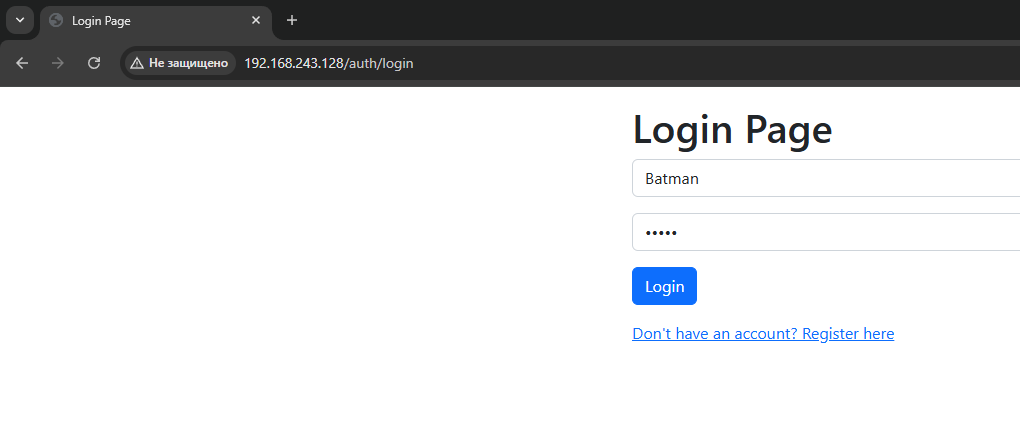 Login Page
Не защищено 192.168.243.128/auth/login
Login Page
Batman
•••••
Login
Don't have an account? Register here